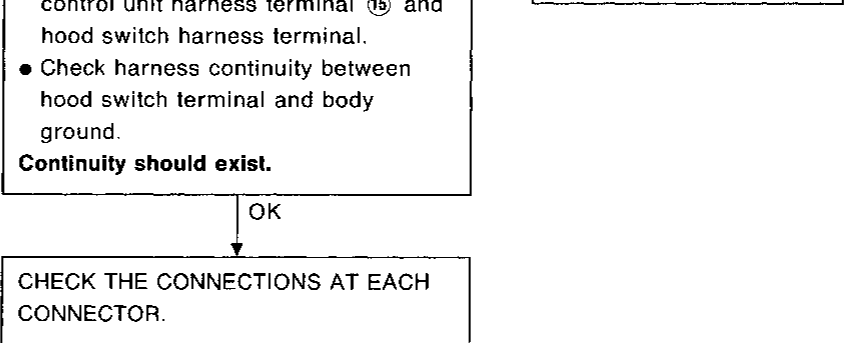 control unit harness terminal ⑮ and
hood switch harness terminal.
● Check harness continuity between
hood switch terminal and body
ground.
Continuity should exist.
OK
CHECK THE CONNECTIONS AT EACH
CONNECTOR.